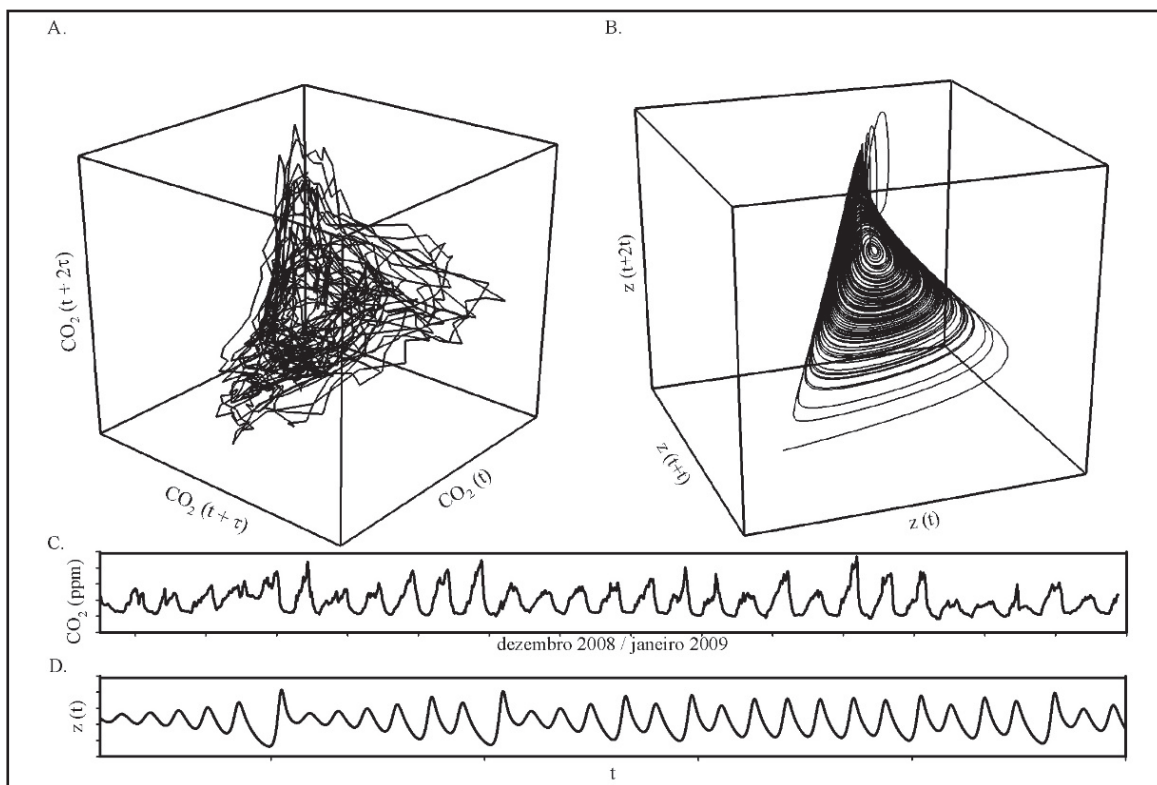 A.
B.
CO₂ (t + 2τ)
CO₂ (t + τ)
CO₂ (t)
z (t+2t)
z (t+t)
z (t)
C.
CO₂ (ppm)
dezembro 2008 / janeiro 2009
D.
z (t)
t